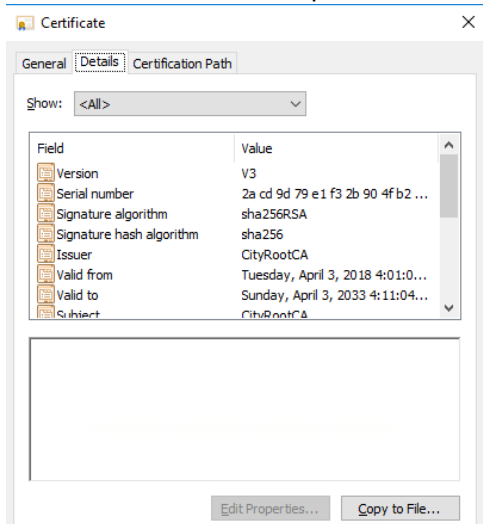 Certificate
General Details Certification Path
Show: <All>
Field Value
Version V3
Serial number 2a cd 9d 79 e1 f3 2b 90 4f b2 ...
Signature algorithm sha256RSA
Signature hash algorithm sha256
Issuer CityRootCA
Valid from Tuesday, April 3, 2018 4:01:0...
Valid to Sunday, April 3, 2033 4:11:04...
Subject CityRootCA
Edit Properties... Copy to File...